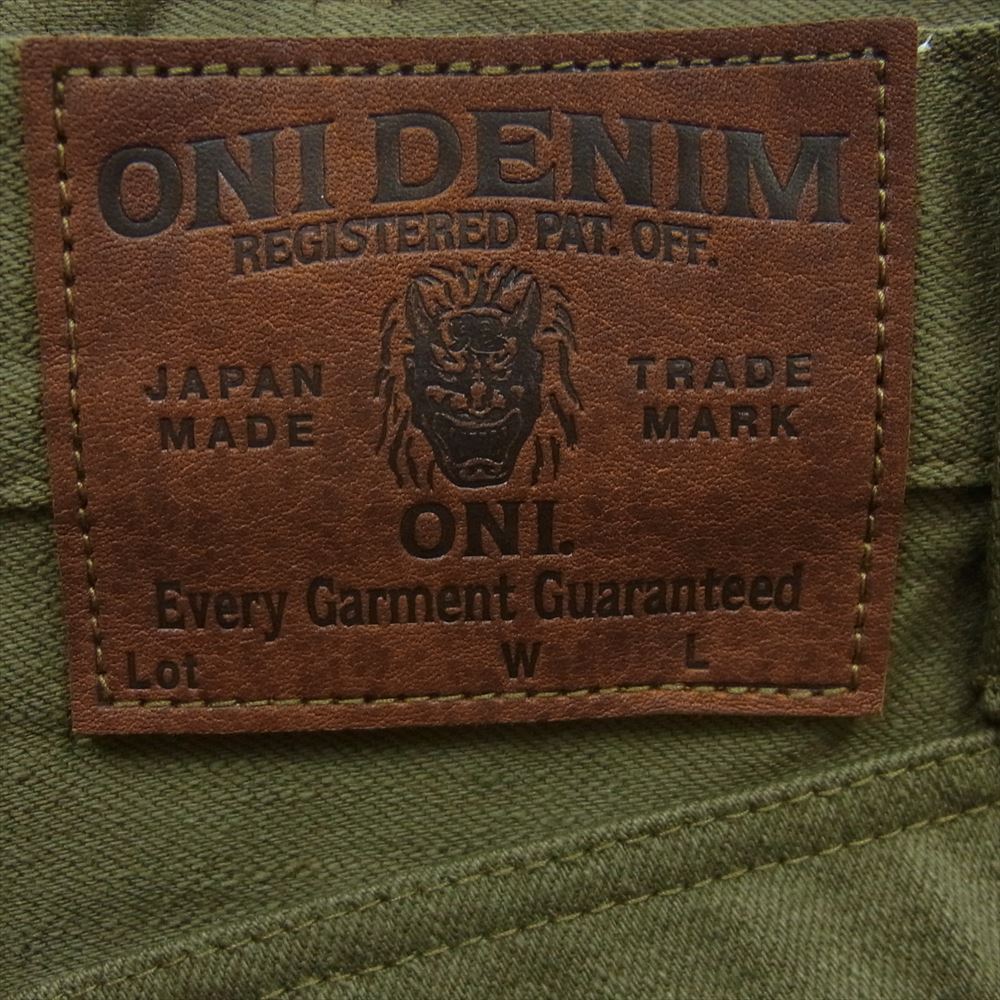 ONI DENIM
REGISTERED PAT. OFF.
JAPAN MADE
TRADE MARK
ONI.
Every Garment Guaranteed
Lot W L